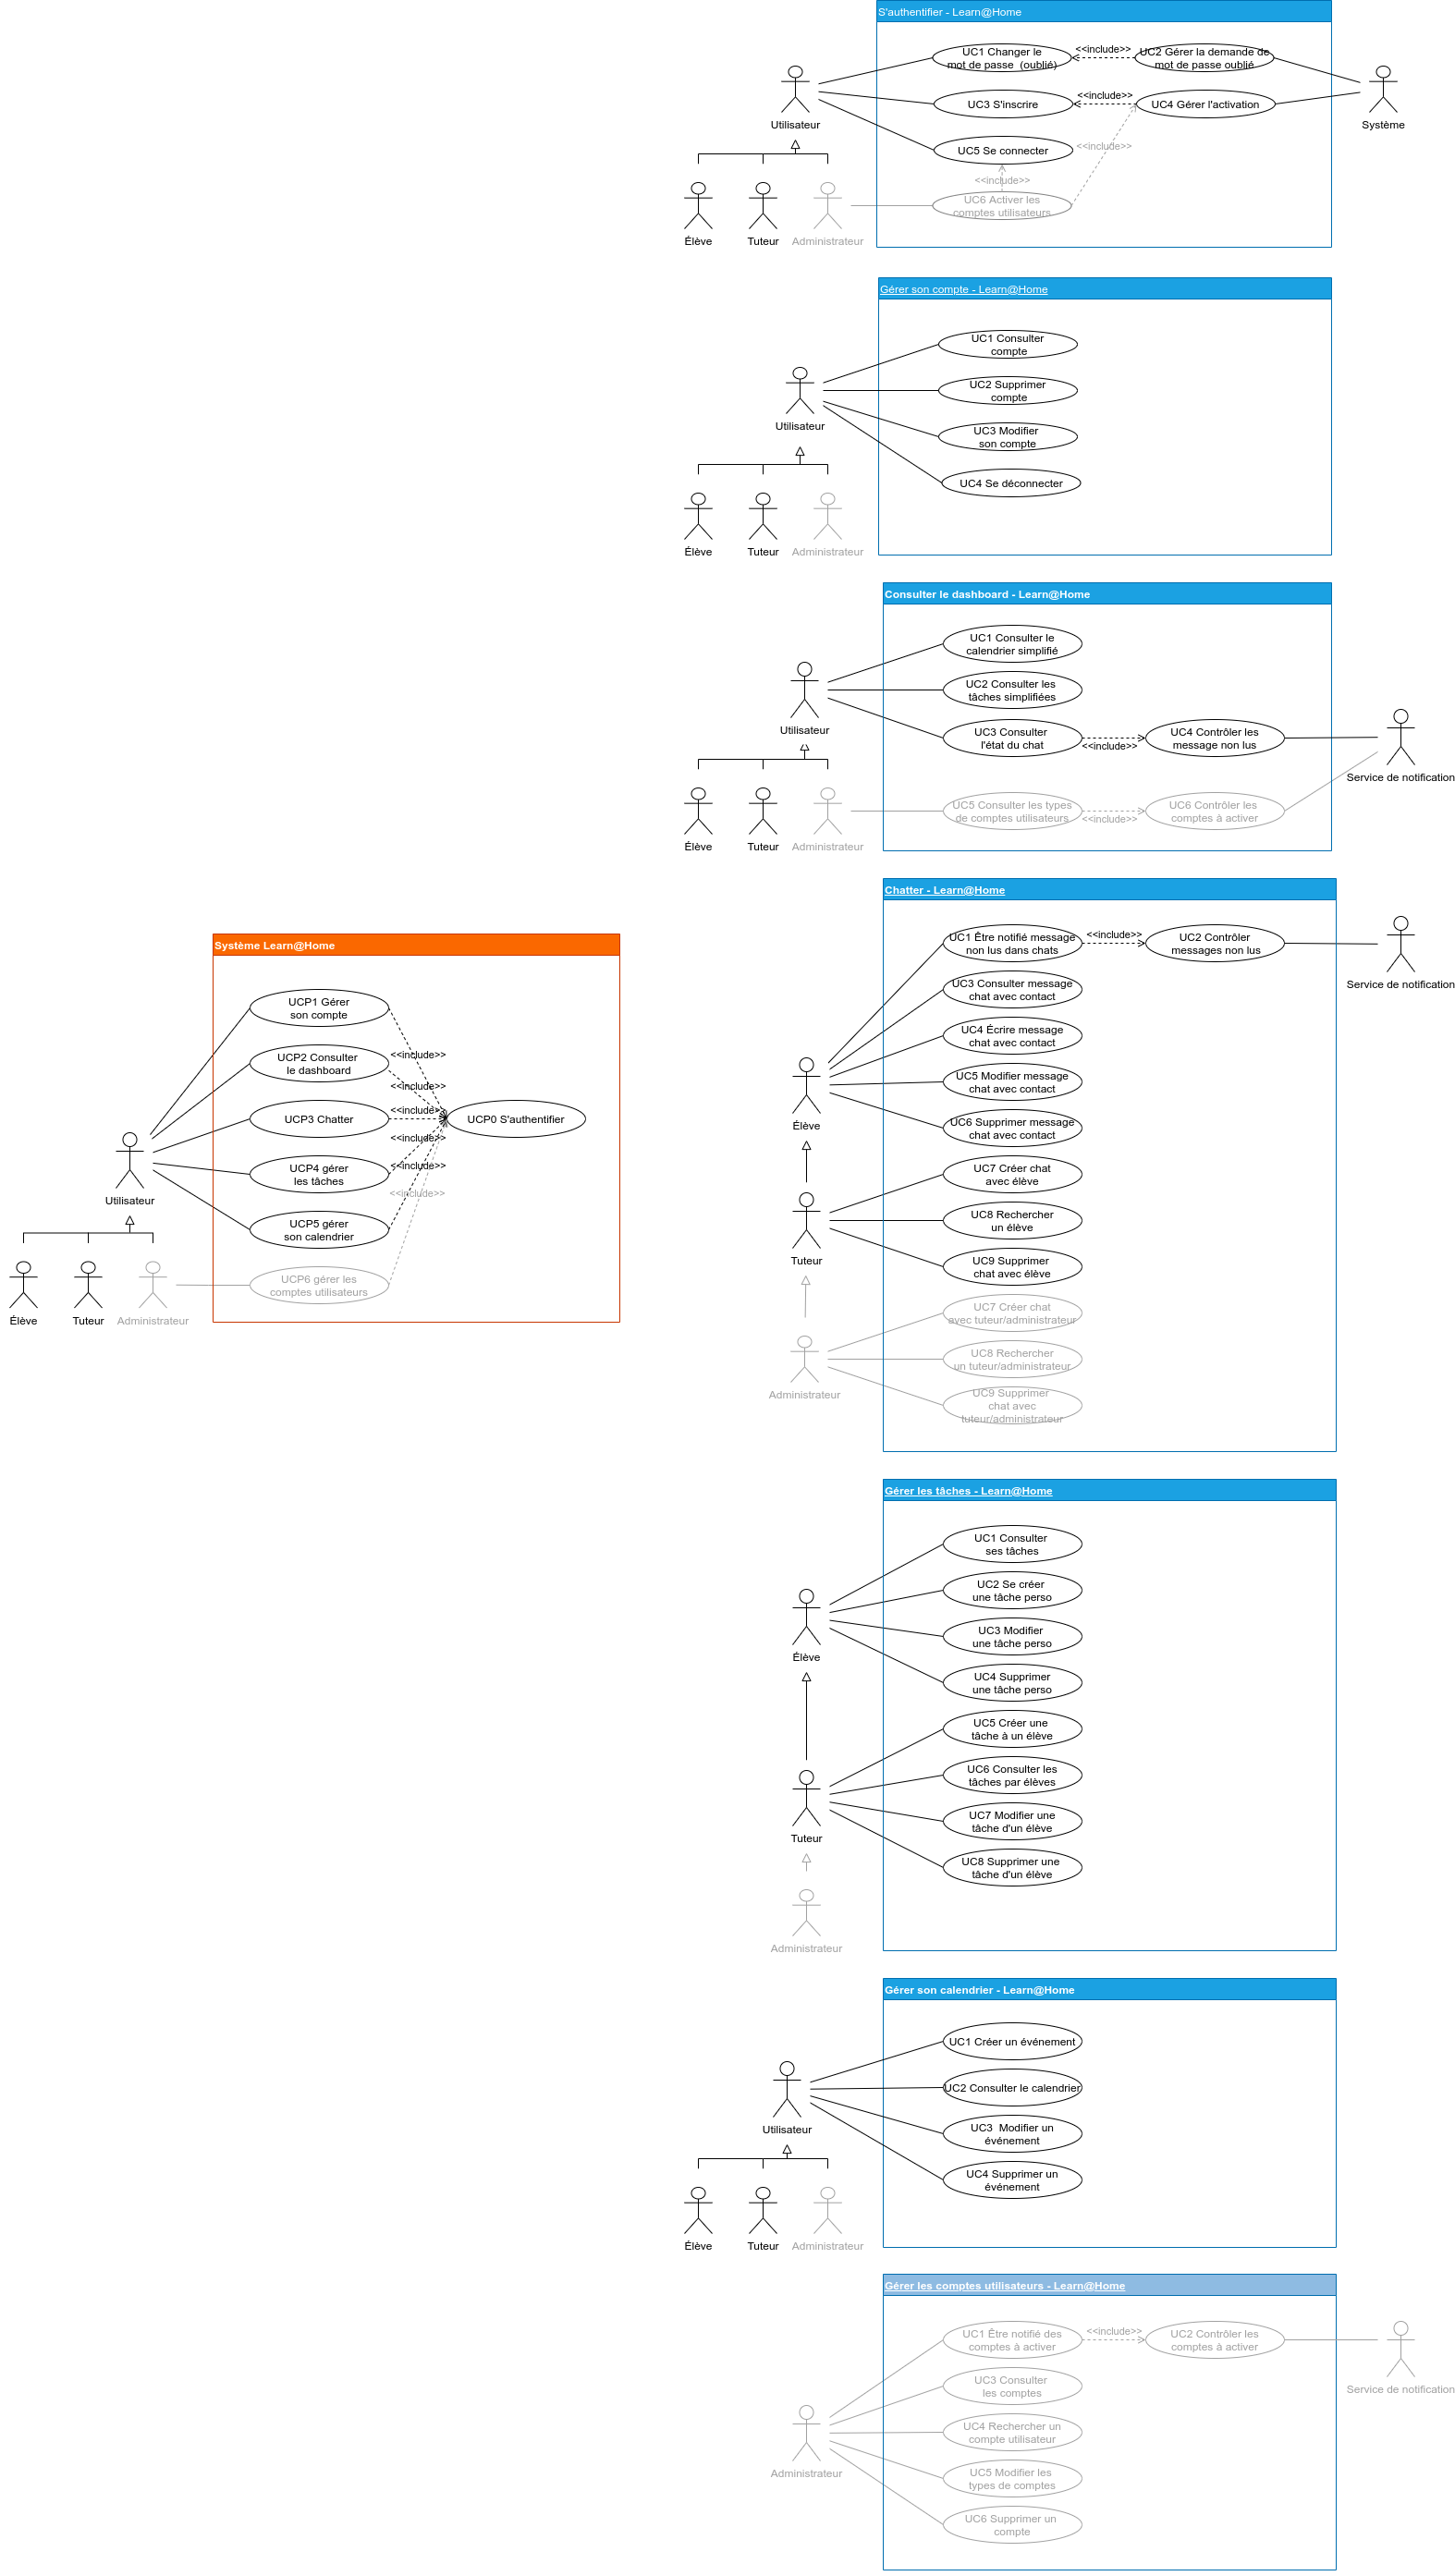 S'authentifier - Learn@Home
UC1 Changer le
mot de passe  (oublié)
<<include>>
UC2 Gérer la demande de
mot de passe oublié
UC3 S'inscrire
<<include>>
UC4 Gérer l'activation
Utilisateur
Système
UC5 Se connecter
<<include>>
<<include>>
UC6 Activer les
comptes utilisateurs
Élève
Tuteur
Administrateur
Gérer son compte - Learn@Home
UC1 Consulter
compte
UC2 Supprimer
compte
Utilisateur
UC3 Modifier
son compte
UC4 Se déconnecter
Élève
Tuteur
Administrateur
Consulter le dashboard - Learn@Home
UC1 Consulter le
calendrier simplifié
UC2 Consulter les
tâches simplifiées
Utilisateur
UC3 Consulter
l'état du chat
<<include>>
UC4 Contrôler les
message non lus
Service de notification
UC5 Consulter les types
de comptes utilisateurs
<<include>>
UC6 Contrôler les
comptes à activer
Élève
Tuteur
Administrateur
Système Learn@Home
UCP1 Gérer
son compte
<<include>>
UCP2 Consulter
le dashboard
<<include>>
UCP3 Chatter
<<include>>
UCP0 S'authentifier
<<include>>
UCP4 gérer
les tâches
<<include>>
Utilisateur
<<include>>
UCP5 gérer
son calendrier
UCP6 gérer les
comptes utilisateurs
Élève
Tuteur
Administrateur
Chatter - Learn@Home
UC1 Être notifié message
non lus dans chats
<<include>>
UC2 Contrôler
messages non lus
Service de notification
UC3 Consulter message
chat avec contact
UC4 Écrire message
chat avec contact
UC5 Modifier message
chat avec contact
Élève
UC6 Supprimer message
chat avec contact
UC7 Créer chat
avec élève
UC8 Rechercher
un élève
Tuteur
UC9 Supprimer
chat avec élève
UC7 Créer chat
avec tuteur/administrateur
UC8 Rechercher
un tuteur/administrateur
Administrateur
UC9 Supprimer
chat avec
tuteur/administrateur
Gérer les tâches - Learn@Home
UC1 Consulter
ses tâches
UC2 Se créer
une tâche perso
UC3 Modifier
une tâche perso
Élève
UC4 Supprimer
une tâche perso
UC5 Créer une
tâche à un élève
UC6 Consulter les
tâches par élèves
UC7 Modifier une
tâche d'un élève
Tuteur
UC8 Supprimer une
tâche d'un élève
Administrateur
Gérer son calendrier - Learn@Home
UC1 Créer un événement
UC2 Consulter le calendrier
Utilisateur
UC3  Modifier un
événement
UC4 Supprimer un
événement
Élève
Tuteur
Administrateur
Gérer les comptes utilisateurs - Learn@Home
UC1 Être notifié des
comptes à activer
<<include>>
UC2 Contrôler les
comptes à activer
Service de notification
UC3 Consulter
les comptes
UC4 Rechercher un
compte utilisateur
Administrateur
UC5 Modifier les
types de comptes
UC6 Supprimer un
compte